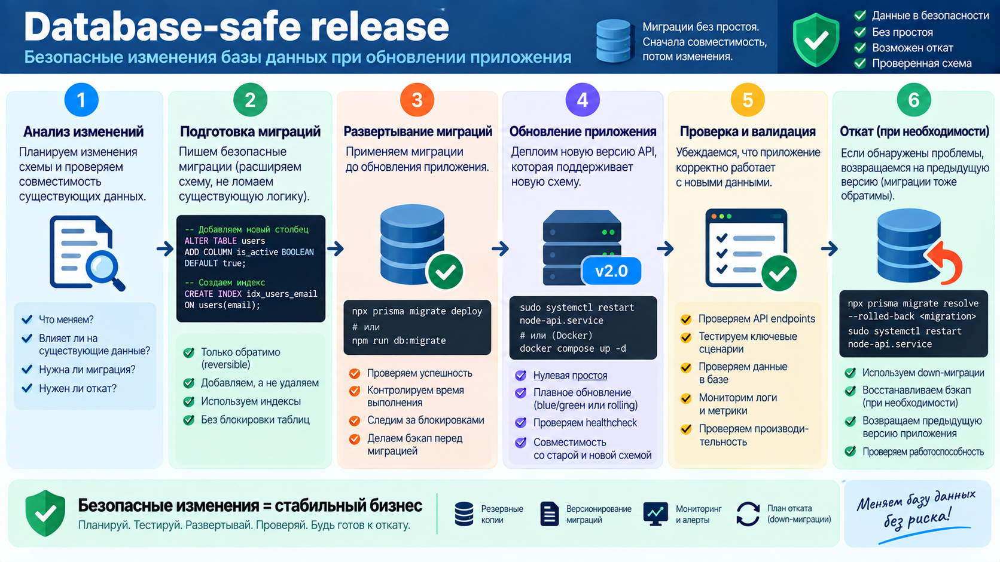 Database-safe release
Безопасные изменения базы данных при обновлении приложения
Миграции без простоя.
Сначала совместимость,
потом изменения.
Данные в безопасности
Без простоя
Возможен откат
Проверенная схема
1
Анализ изменений
Планируем изменения
схемы и проверяем
совместимость
существующих данных.
Что меняем?
Влияет ли на
существующие данные?
Нужна ли миграция?
Нужен ли откат?
2
Подготовка миграций
Пишем безопасные
миграции (расширяем
схему, не ломаем
существующую логику).
-- Добавляем новый столбец
ALTER TABLE users
ADD COLUMN is_active BOOLEAN
DEFAULT true;
-- Создаем индекс
CREATE INDEX idx_users_email
ON users(email);
Только обратимо
(reversible)
Добавляем, а не удаляем
Используем индексы
Без блокировки таблиц
3
Развертывание миграций
Применяем миграции
до обновления приложения.
npx prisma migrate deploy
# или
npm run db:migrate
Проверяем успешность
Контролируем время
выполнения
Следим за блокировками
Делаем бэкап перед
миграцией
4
Обновление приложения
Деплоим новую версию API,
которая поддерживает
новую схему.
v2.0
sudo systemctl restart
node-api.service
# или (Docker)
docker compose up -d
Нулевая простоя
Плавное обновление
(blue/green или rolling)
Проверяем healthcheck
Совместимость
со старой и новой схемой
5
Проверка и валидация
Убеждаемся, что приложение
корректно работает
с новыми данными.
Проверяем API endpoints
Тестируем ключевые
сценарии
Проверяем данные
в базе
Мониторим логи
и метрики
Проверяем производи-
тельность
6
Откат (при необходимости)
Если обнаружены проблемы,
возвращаемся на предыдущую
версию (миграции тоже
обратимы).
npx prisma migrate resolve
--rolled-back <migration>
sudo systemctl restart
node-api.service
Используем down-миграции
Восстанавливаем бэкап
(при необходимости)
Возвращаем предыдущую
версию приложения
Проверяем работоспособность
Безопасные изменения = стабильный бизнес
Планируй. Тестируй. Развертывай. Проверяй. Будь готов к откату.
Резервные
копии
Версионирование
миграций
Мониторинг
и алерты
План отката
(down-миграции)
Меняем базу данных
без риска!